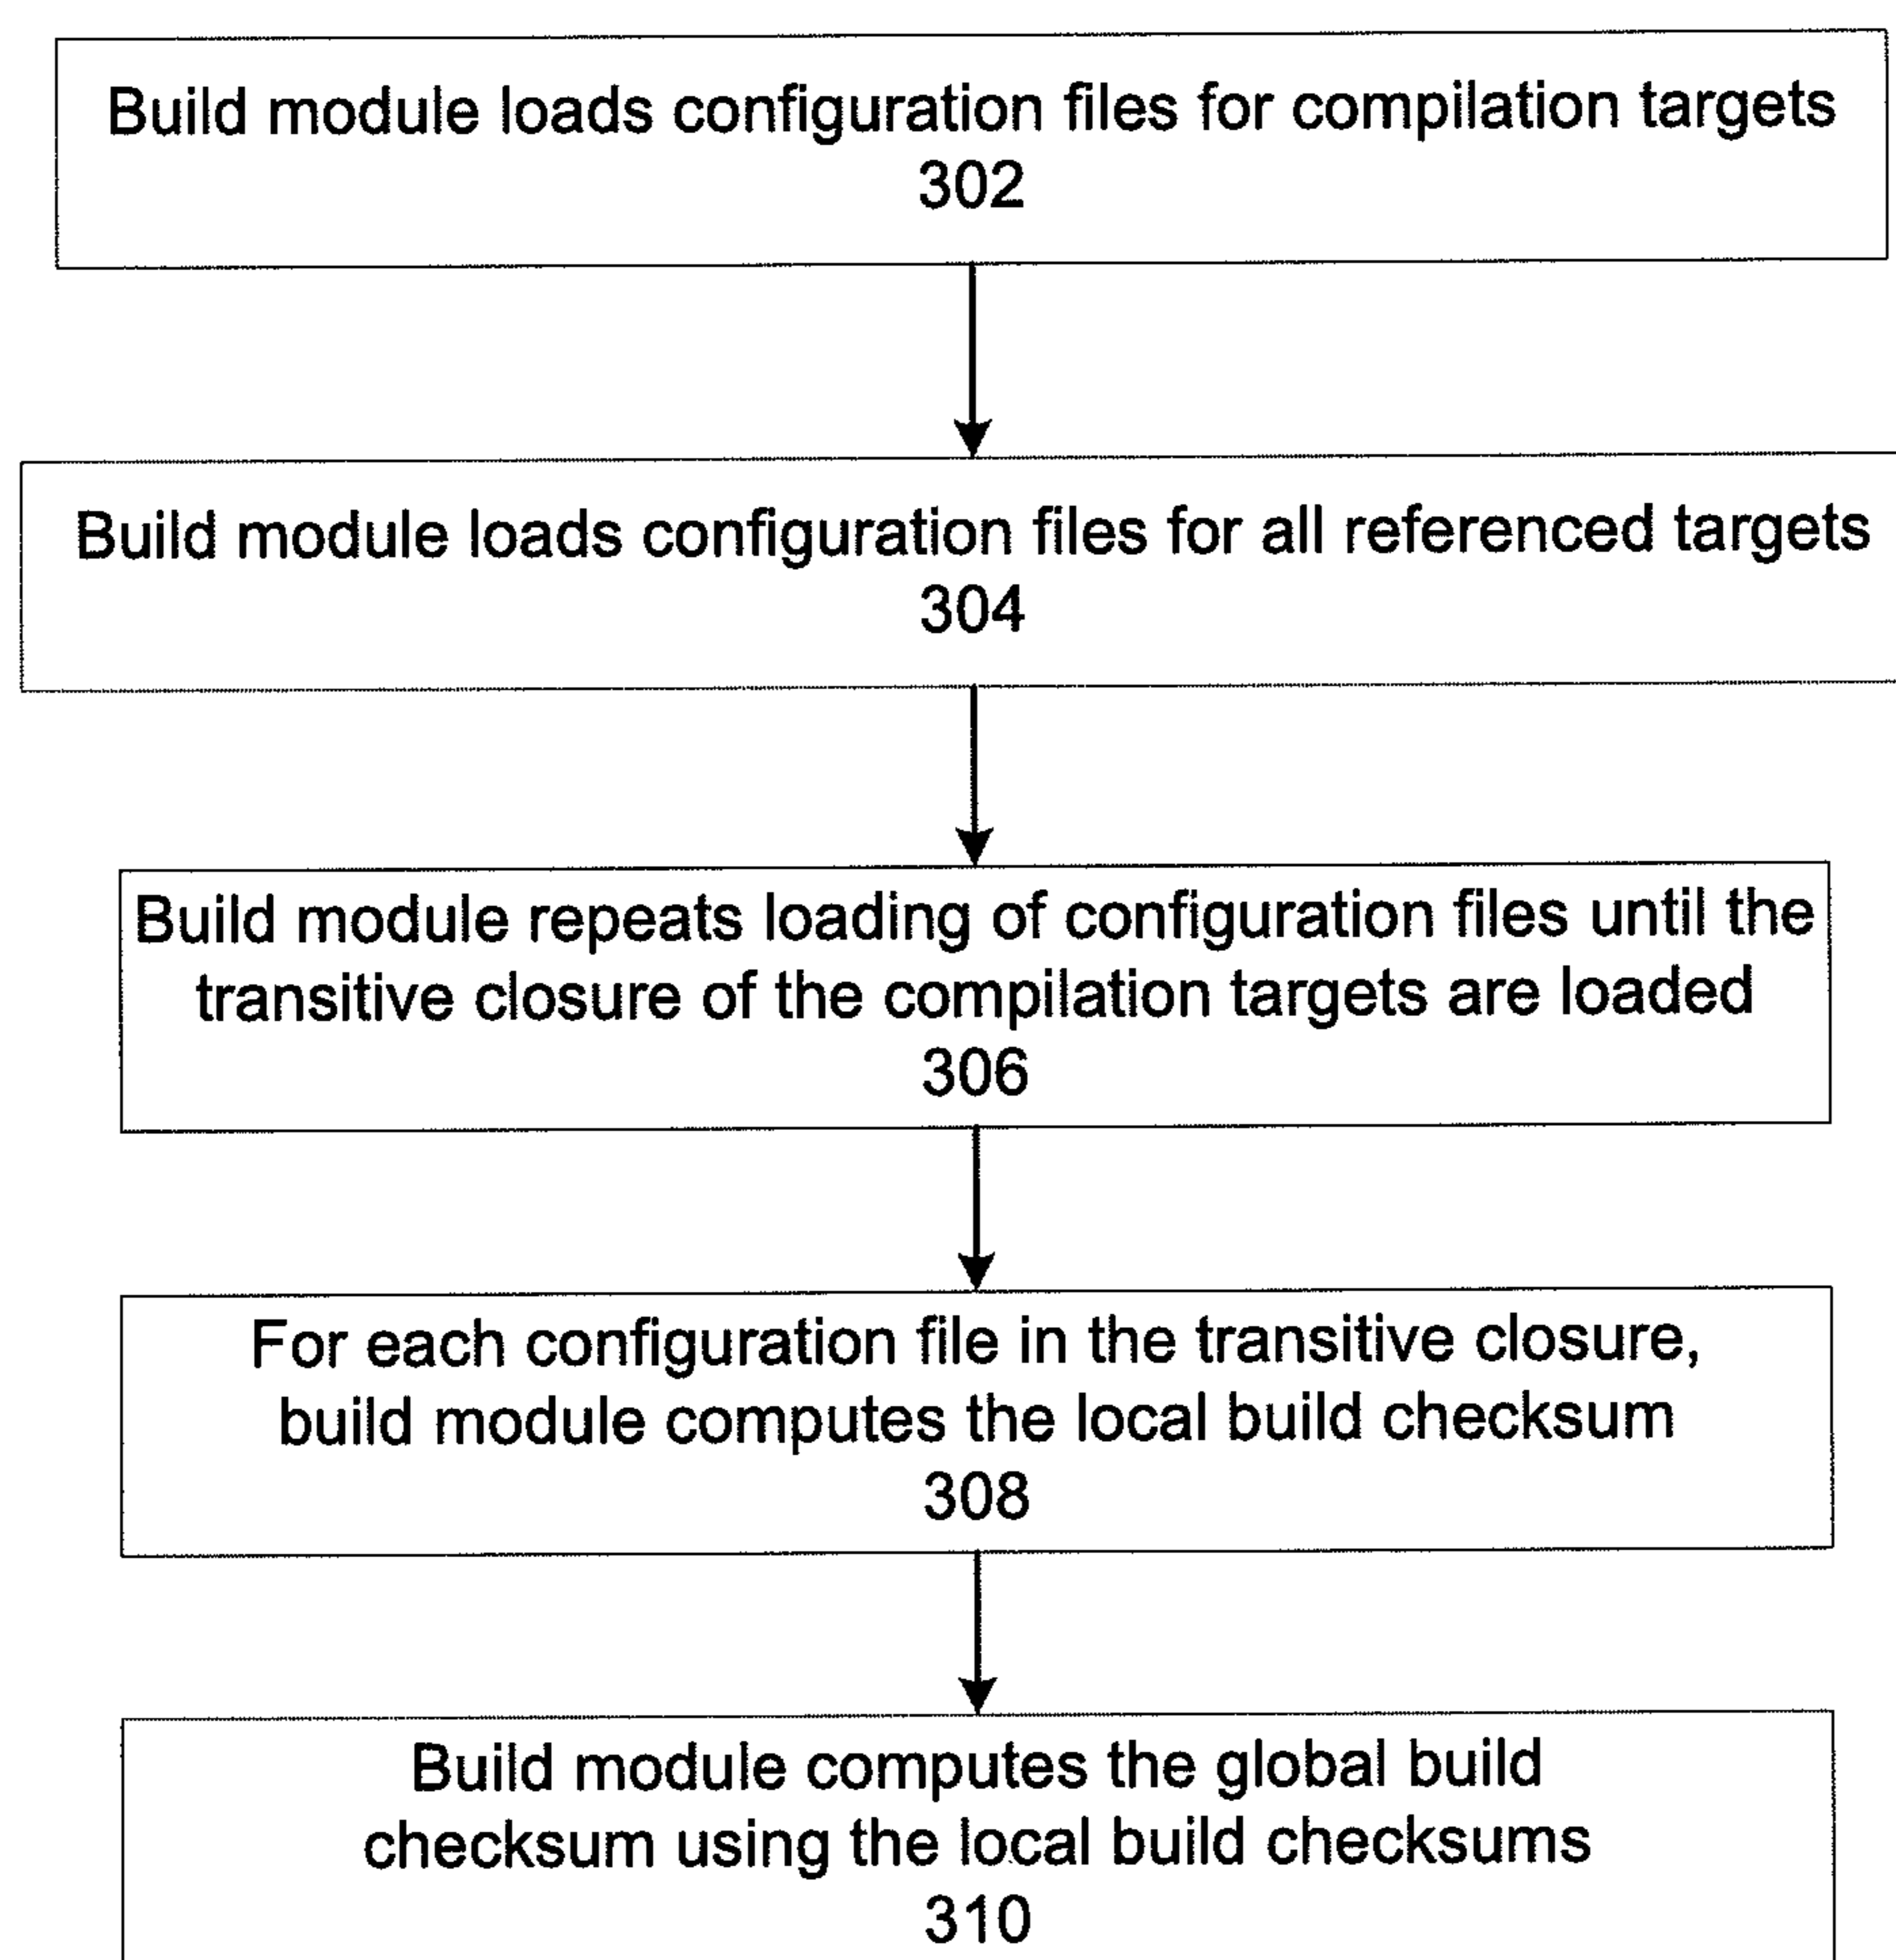 Build module loads configuration files for compilation targets
302
Build module loads configuration files for all referenced targets
304
Build module repeats loading of configuration files until the
transitive closure of the compilation targets are loaded
306
For each configuration file in the transitive closure,
build module computes the local build checksum
308
Build module computes the global build
checksum using the local build checksums
310